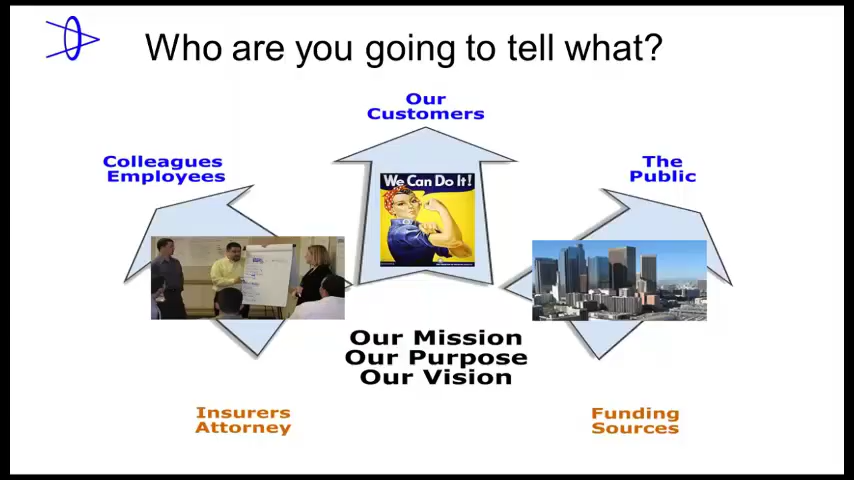 Who are you going to tell what?
Our
Customers
Colleagues
Employees
The
Public
We Can Do It!
Our Mission
Our Purpose
Our Vision
Insurers
Attorney
Funding
Sources